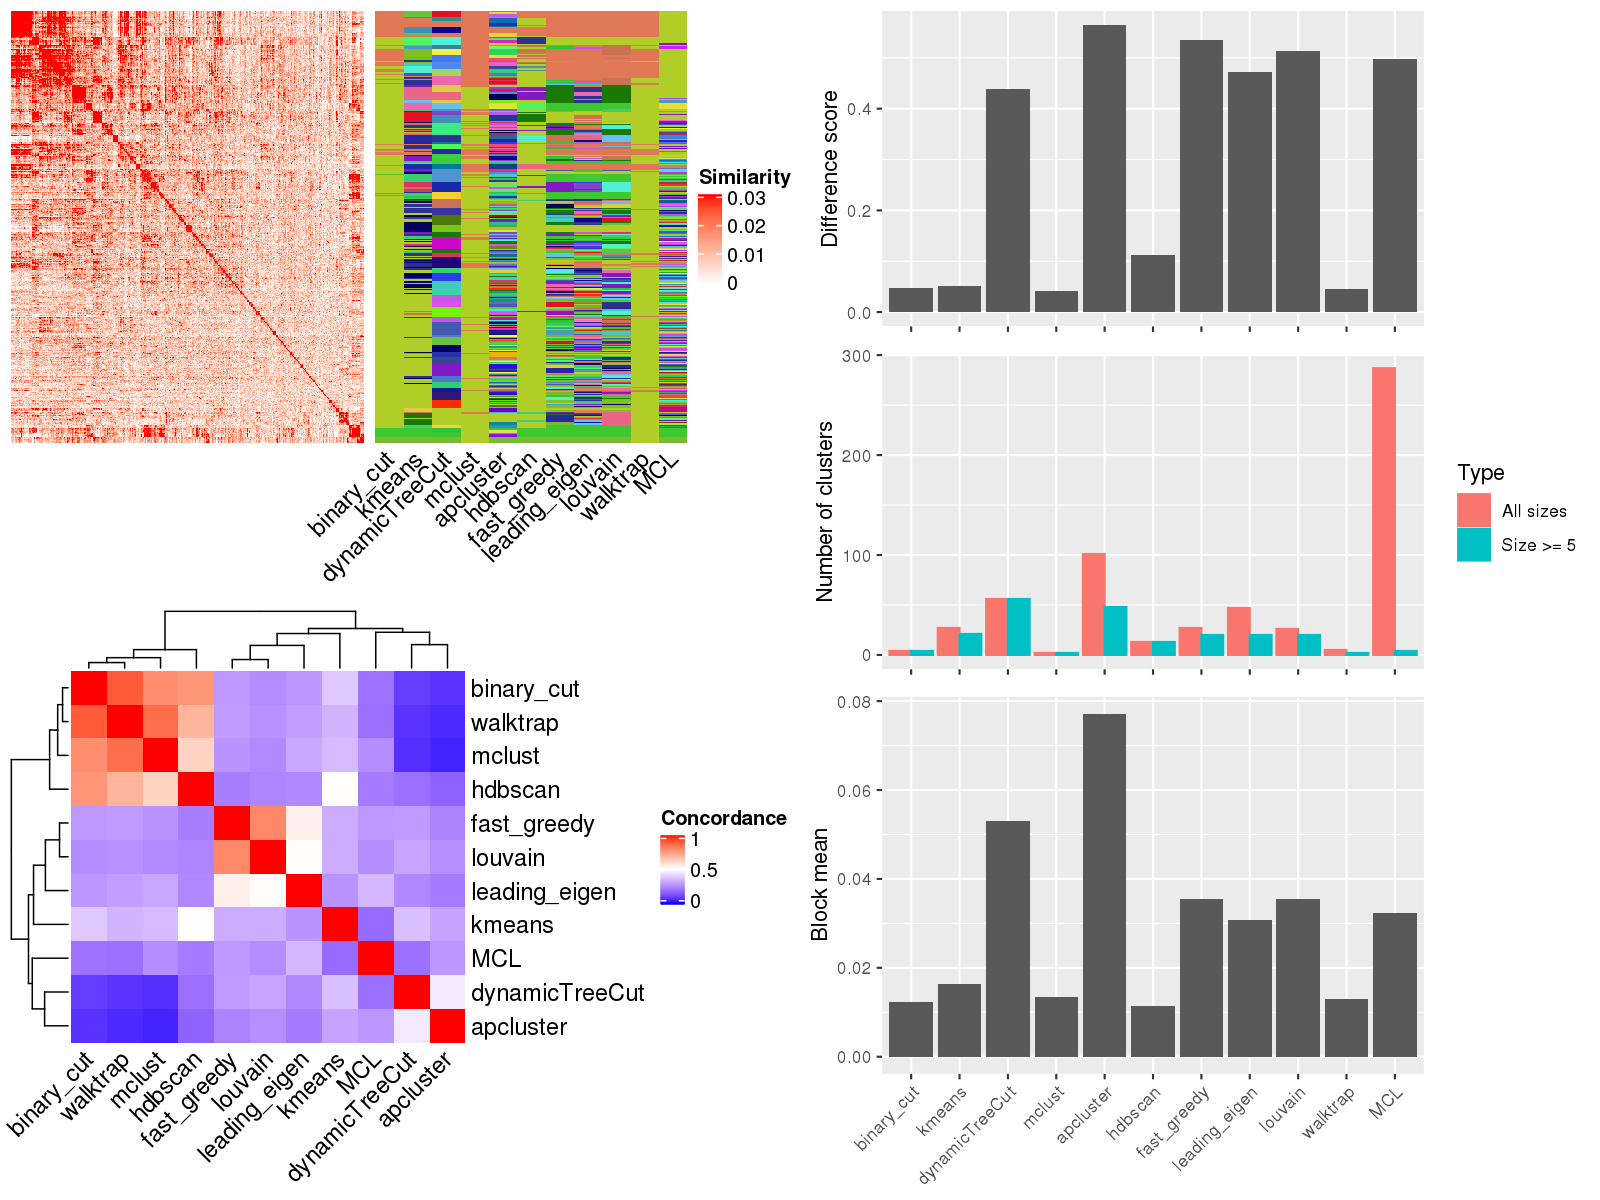 Similarity
0.03
0.02
0.01
0
binary_cut
kmeans
dynamicTreeCut
mclust
apcluster
hdbscan
fast_greedy
leading_eigen
louvain
walktrap
MCL
binary_cut
walktrap
mclust
hdbscan
fast_greedy
louvain
leading_eigen
kmeans
MCL
dynamicTreeCut
apcluster
Concordance
1
0.5
0
binary_cut
walktrap
mclust
hdbscan
fast_greedy
louvain
leading_eigen
kmeans
MCL
dynamicTreeCut
apcluster
Difference score
0.4
0.2
0.0
Number of clusters
300
200
100
0
Type
All sizes
Size >= 5
Block mean
0.08
0.06
0.04
0.02
0.00
binary_cut
kmeans
dynamicTreeCut
mclust
apcluster
hdbscan
fast_greedy
leading_eigen
louvain
walktrap
MCL